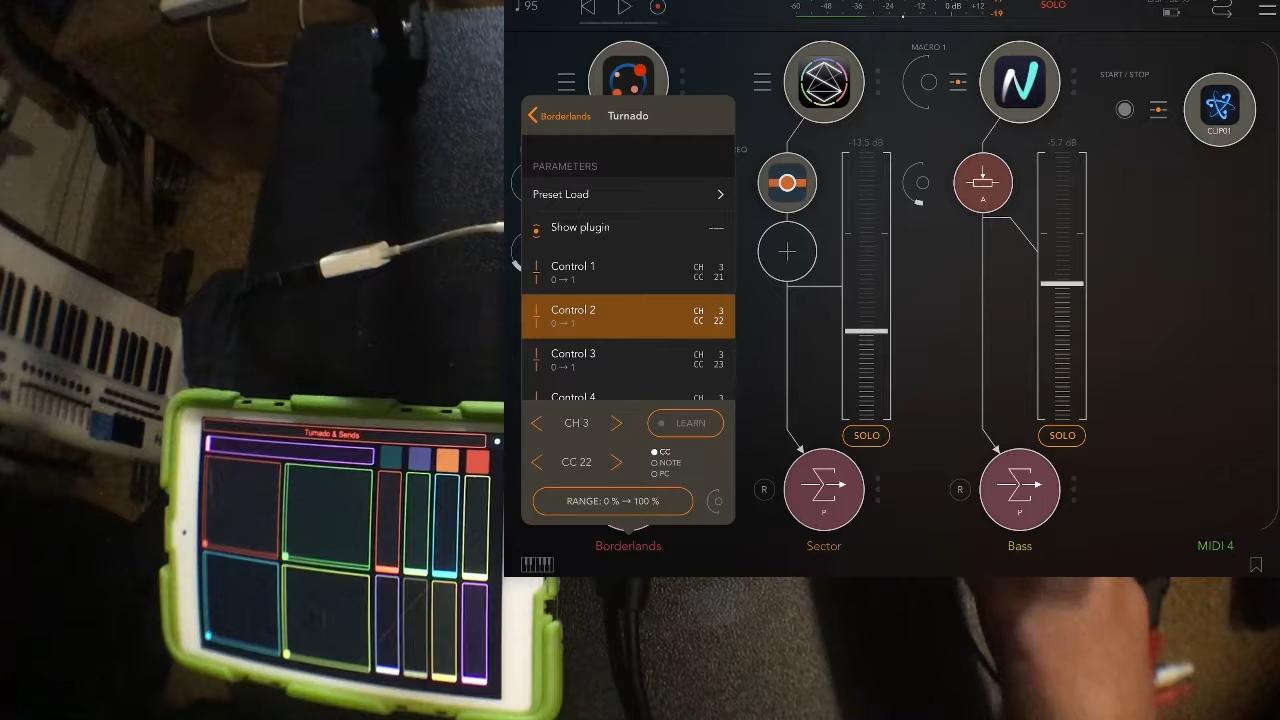 95
-60 -48 -36 -24 -12 0 dB +12
-19
SOLO
MACRO 1
START / STOP
CLIP01
Borderlands
Turnado
PARAMETERS
Preset Load
Show plugin
Control 1
0 → 1
CH 3
CC 21
Control 2
0 → 1
CH 3
CC 22
Control 3
0 → 1
CH 3
CC 23
Control 4
CH 3
CH 3
LEARN
CC 22
CC
NOTE
PC
RANGE: 0 % → 100 %
-13.5 dB
-5.7 dB
A
SOLO
SOLO
R
P
R
P
Borderlands
Sector
Bass
MIDI 4
Turnado & Sends